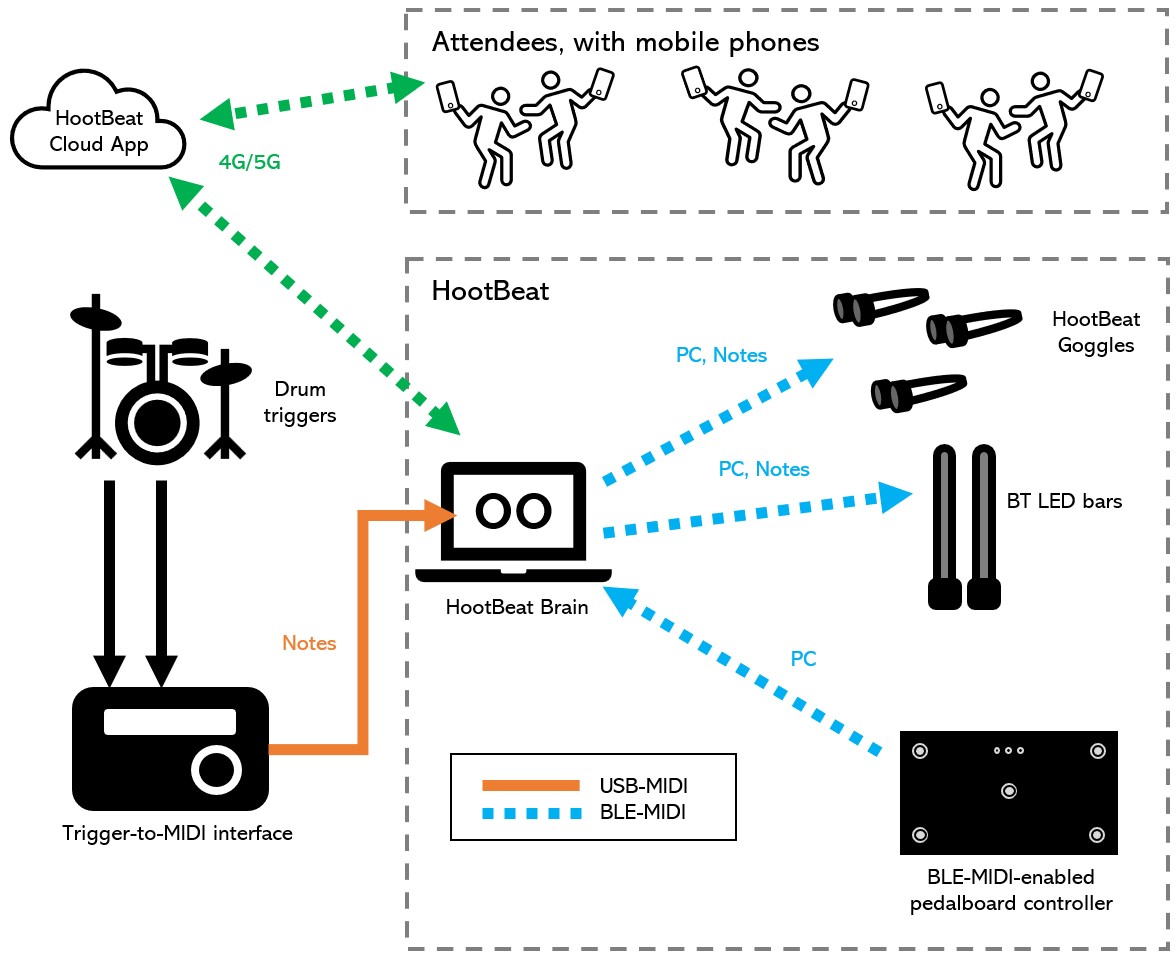 Attendees, with mobile phones
HootBeat
Cloud App
4G/5G
HootBeat
HootBeat
Goggles
PC, Notes
Drum
triggers
PC, Notes
BT LED bars
HootBeat Brain
Notes
PC
USB-MIDI
BLE-MIDI
Trigger-to-MIDI interface
BLE-MIDI-enabled
pedalboard controller